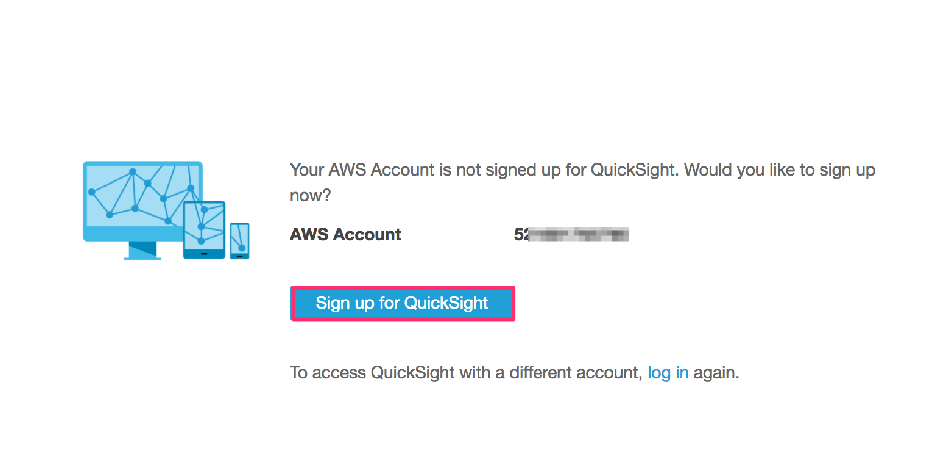 Your AWS Account is not signed up for QuickSight. Would you like to sign up
now?
AWS Account 52
Sign up for QuickSight
To access QuickSight with a different account, log in again.